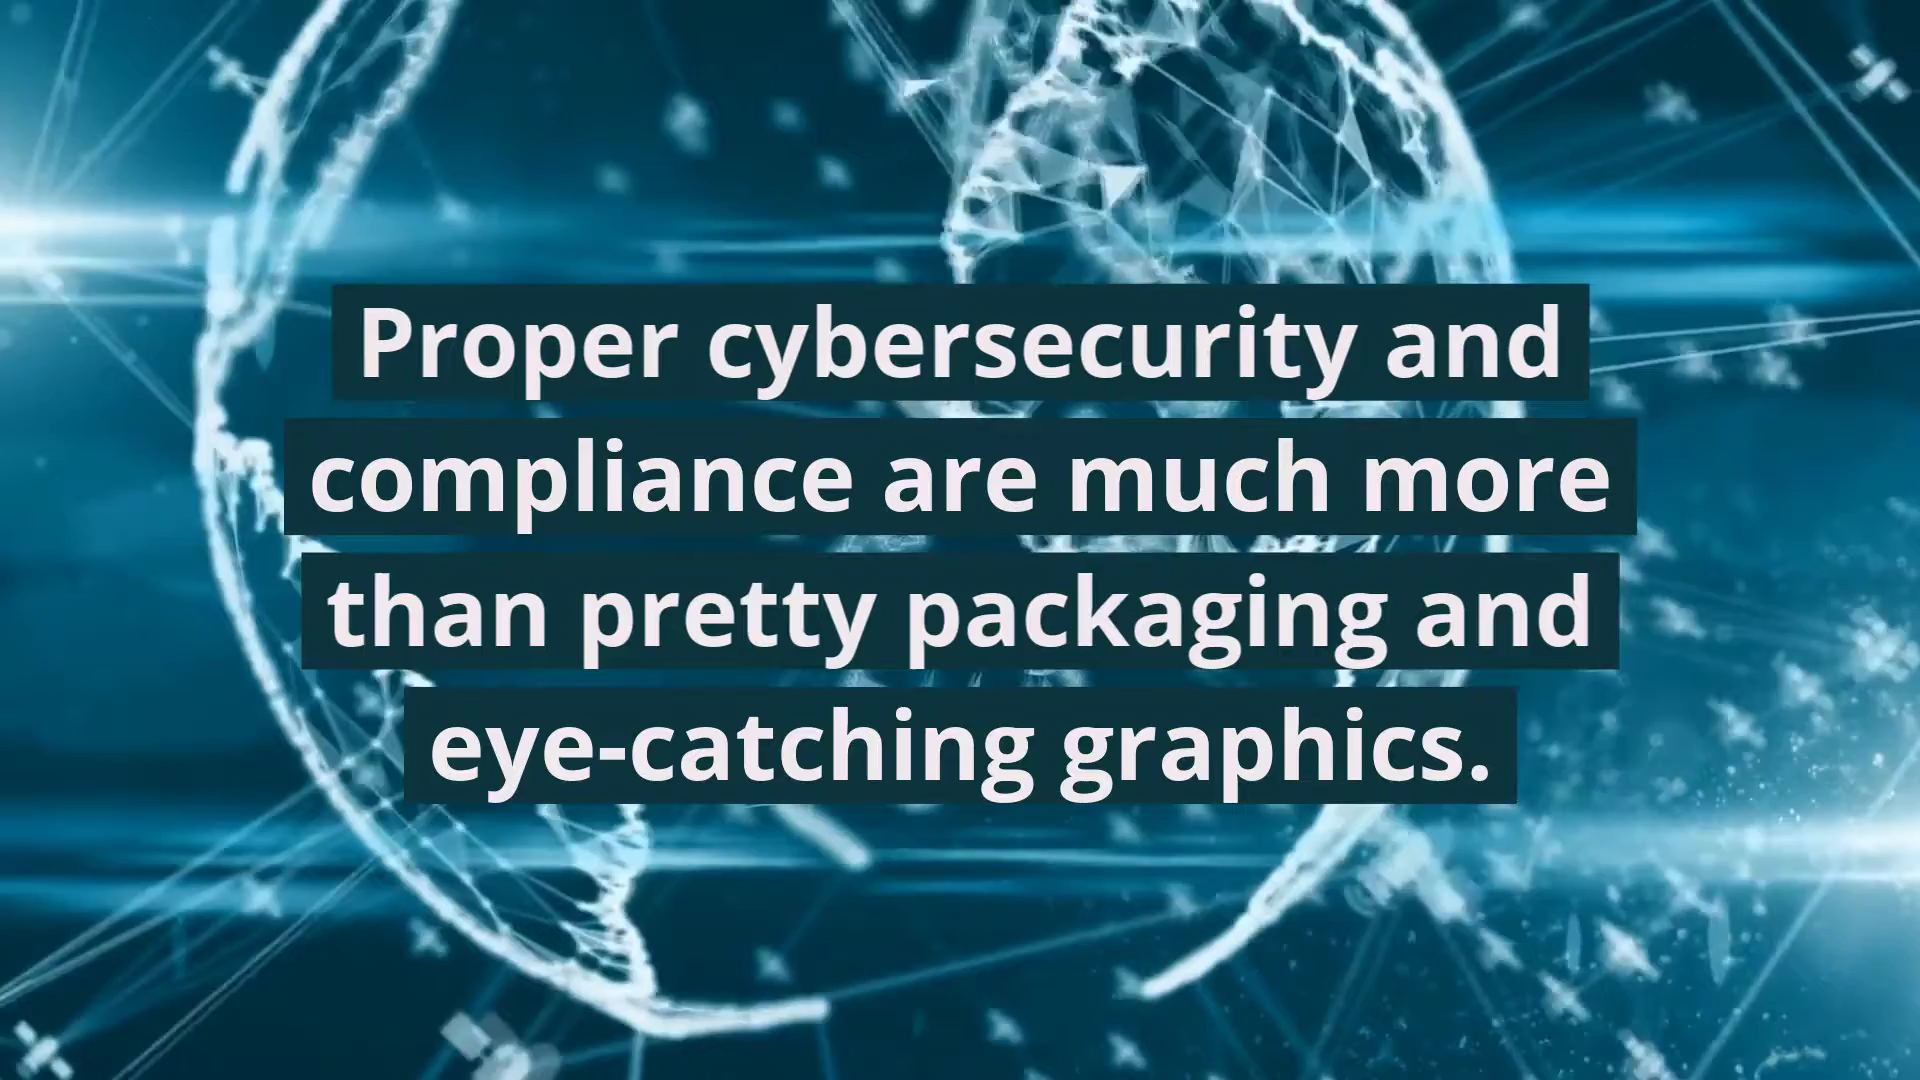 Proper cybersecurity and
compliance are much more
than pretty packaging and
eye-catching graphics.